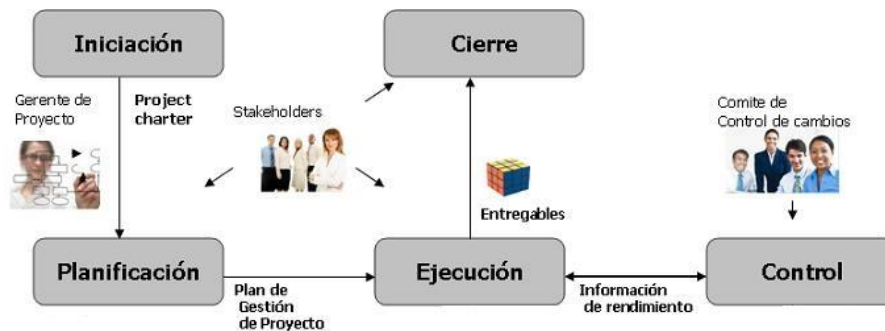 Iniciación
Cierre
Gerente de
Proyecto
Project
charter
Stakeholders
Comite de
Control de cambios
Entregables
Planificación
Ejecución
Control
Plan de
Gestión
de Proyecto
Información
de rendimiento